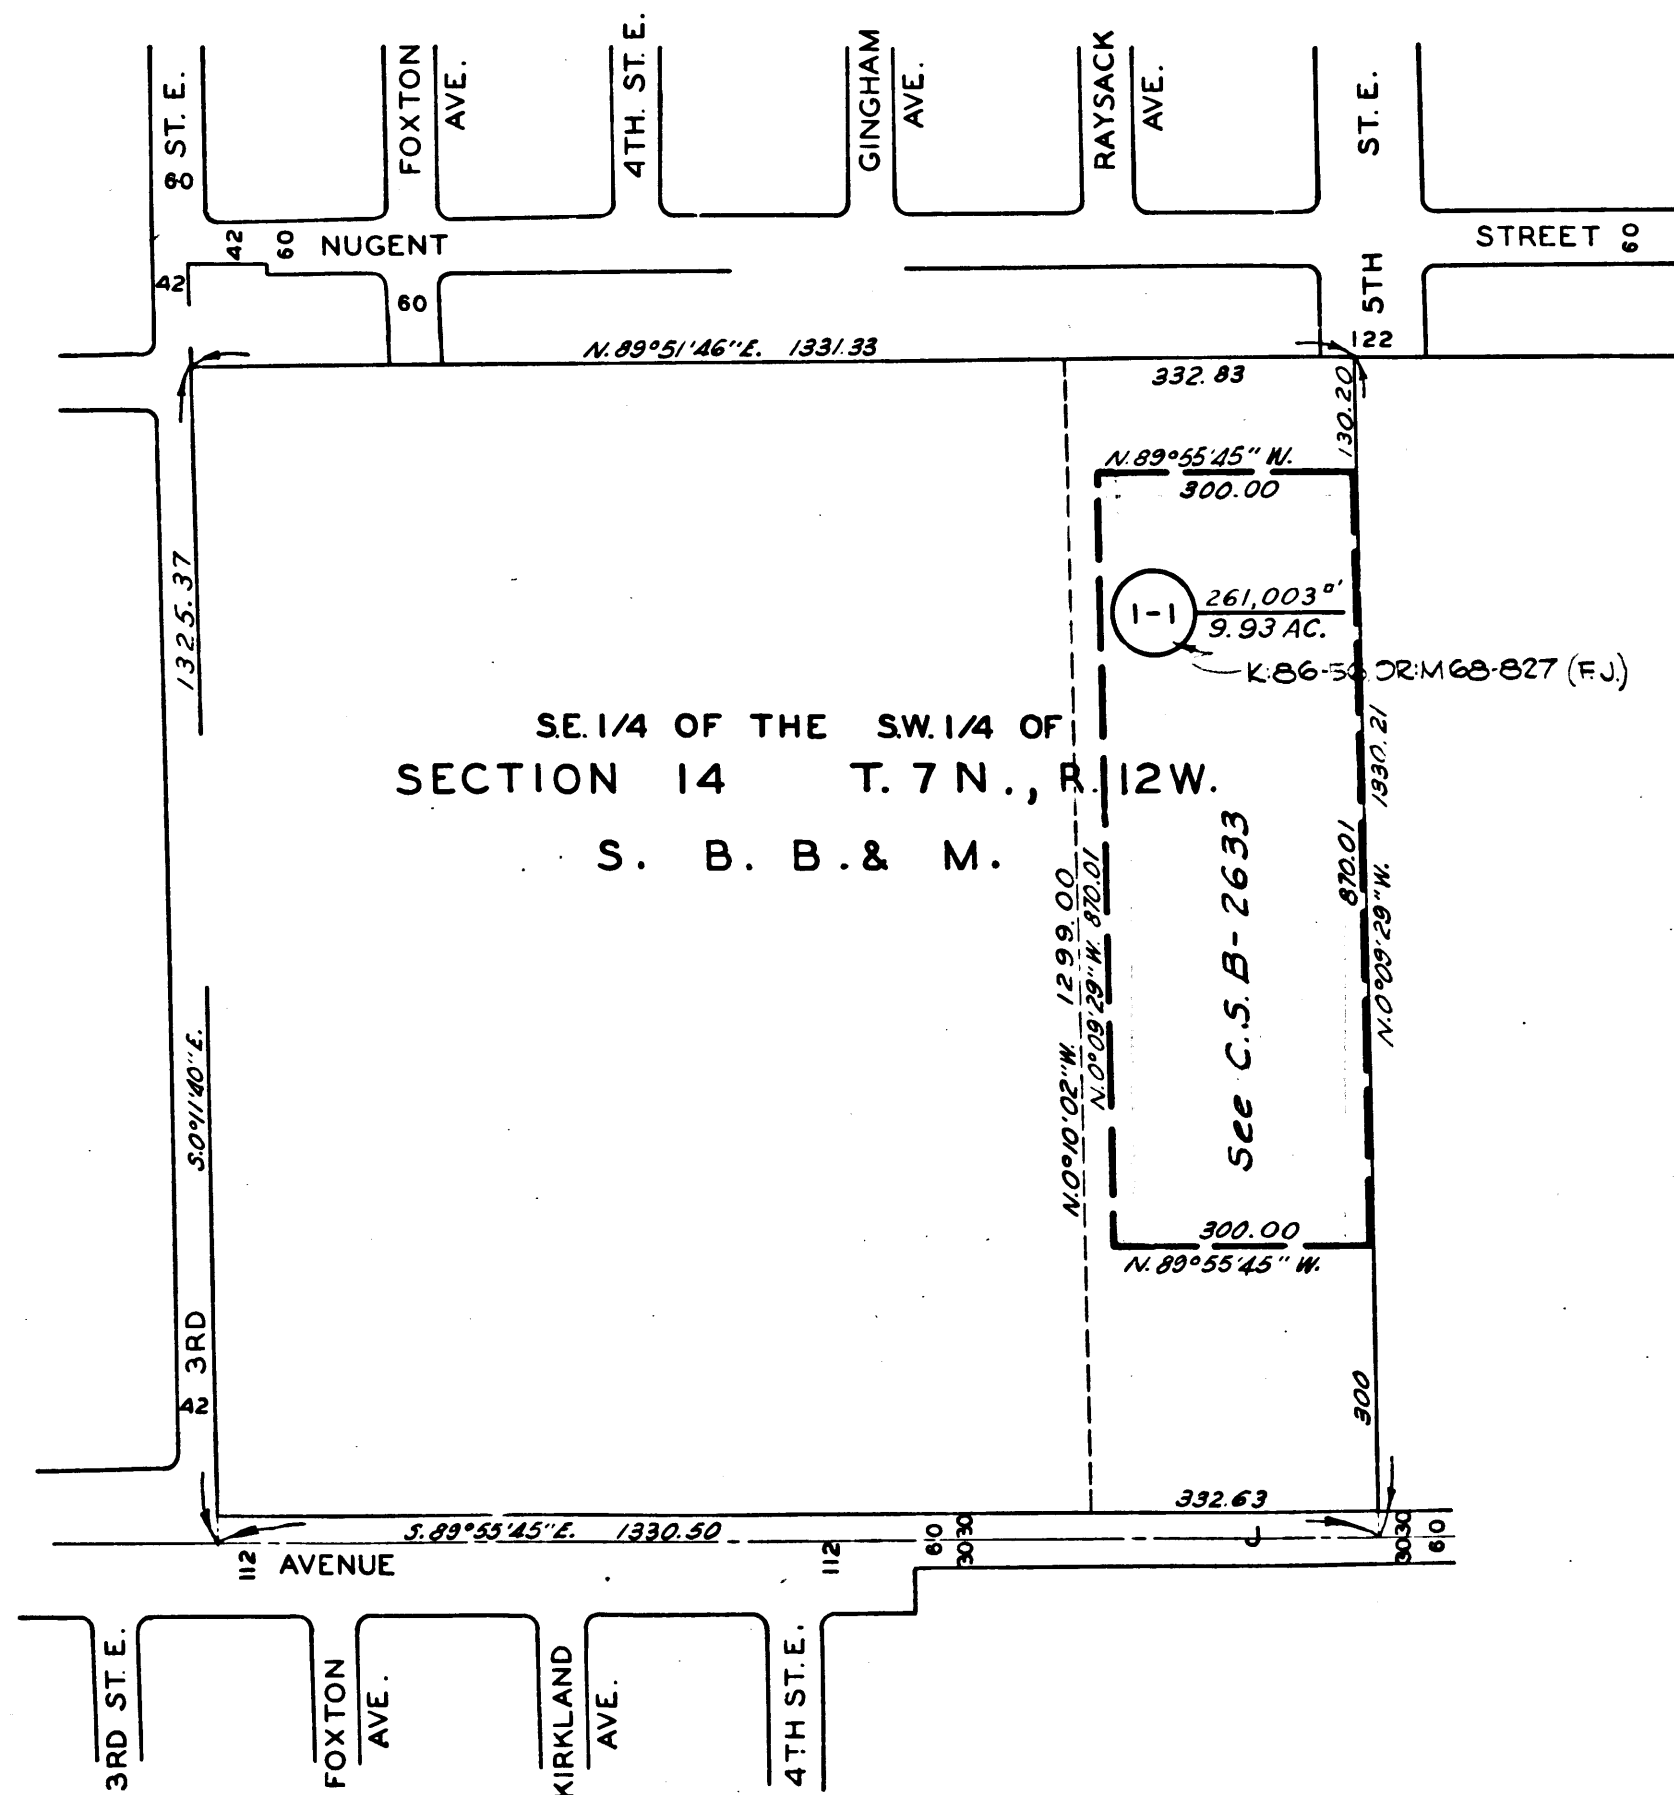 60 ST. E.
FOXTON
AVE.
4TH. ST. E.
GINGHAM
AVE.
RAYSACK
AVE.
ST. E.
42
60
NUGENT
STREET
60
42
60
5TH
122
N. 89°51'46"E. 1331.33
332.83
130.20
N. 89°55'45" W.
300.00
1325.37
1-1
261,003 □'
9.93 AC.
DR:M68-827 (F.J.)
S.E. 1/4 OF THE S.W. 1/4 OF
SECTION 14 T. 7 N., R. 12 W.
S. B. B. & M.
N. 0°10'02"W. 1299.00
N. 0°09'29"W. 870.01
See C.S. B-2633
870.01
N. 0°09'29"W. 1330.21
S. 0°11'40"E.
300.00
N. 89°55'45" W.
3RD
42
300
332.63
S. 89°55'45"E. 1330.50
112
AVENUE
112
60
30 30
30 30
60
3RD ST. E.
FOXTON
AVE.
KIRKLAND
AVE.
4TH ST. E.